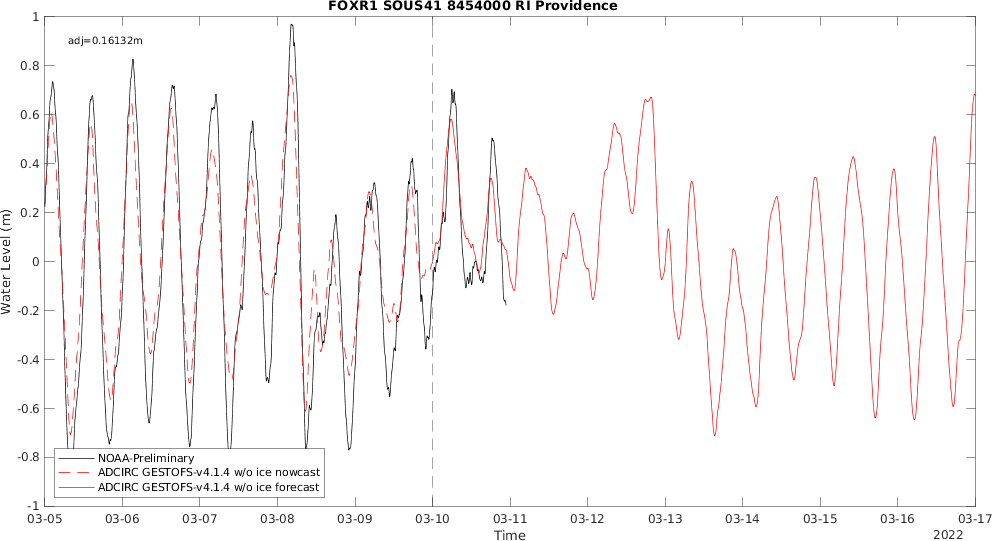 FOXR1 SOUS41 8454000 RI Providence
adj=0.16132m
Water Level (m)
1
0.8
0.6
0.4
0.2
0
-0.2
-0.4
-0.6
-0.8
-1
NOAA-Preliminary
ADCIRC GESTOFS-v4.1.4 w/o ice nowcast
ADCIRC GESTOFS-v4.1.4 w/o ice forecast
03-05 03-06 03-07 03-08 03-09 03-10 03-11 03-12 03-13 03-14 03-15 03-16 03-17
Time
2022